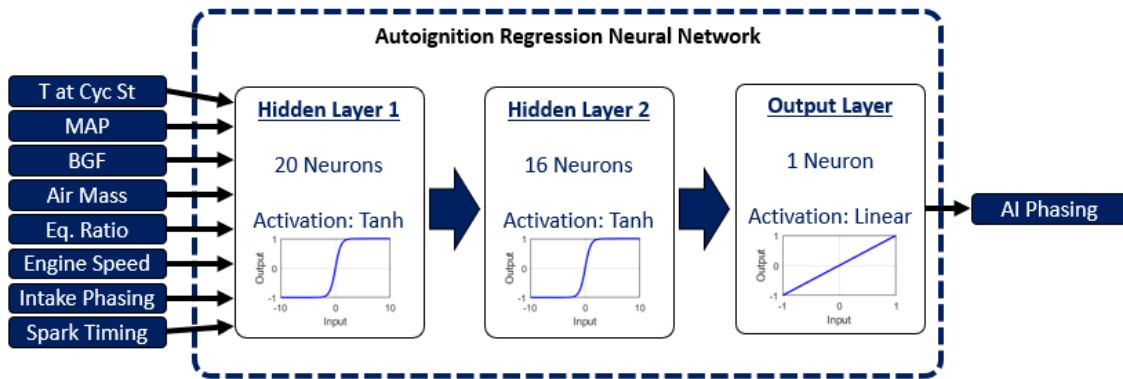 Autoignition Regression Neural Network
T at Cyc St
MAP
BGF
Air Mass
Eq. Ratio
Engine Speed
Intake Phasing
Spark Timing
Hidden Layer 1
20 Neurons
Activation: Tanh
1
0
-1
-10
0
10
Output
Input
Hidden Layer 2
16 Neurons
Activation: Tanh
1
0
-1
-10
0
10
Output
Input
Output Layer
1 Neuron
Activation: Linear
1
0
-1
-1
0
1
Output
Input
AI Phasing